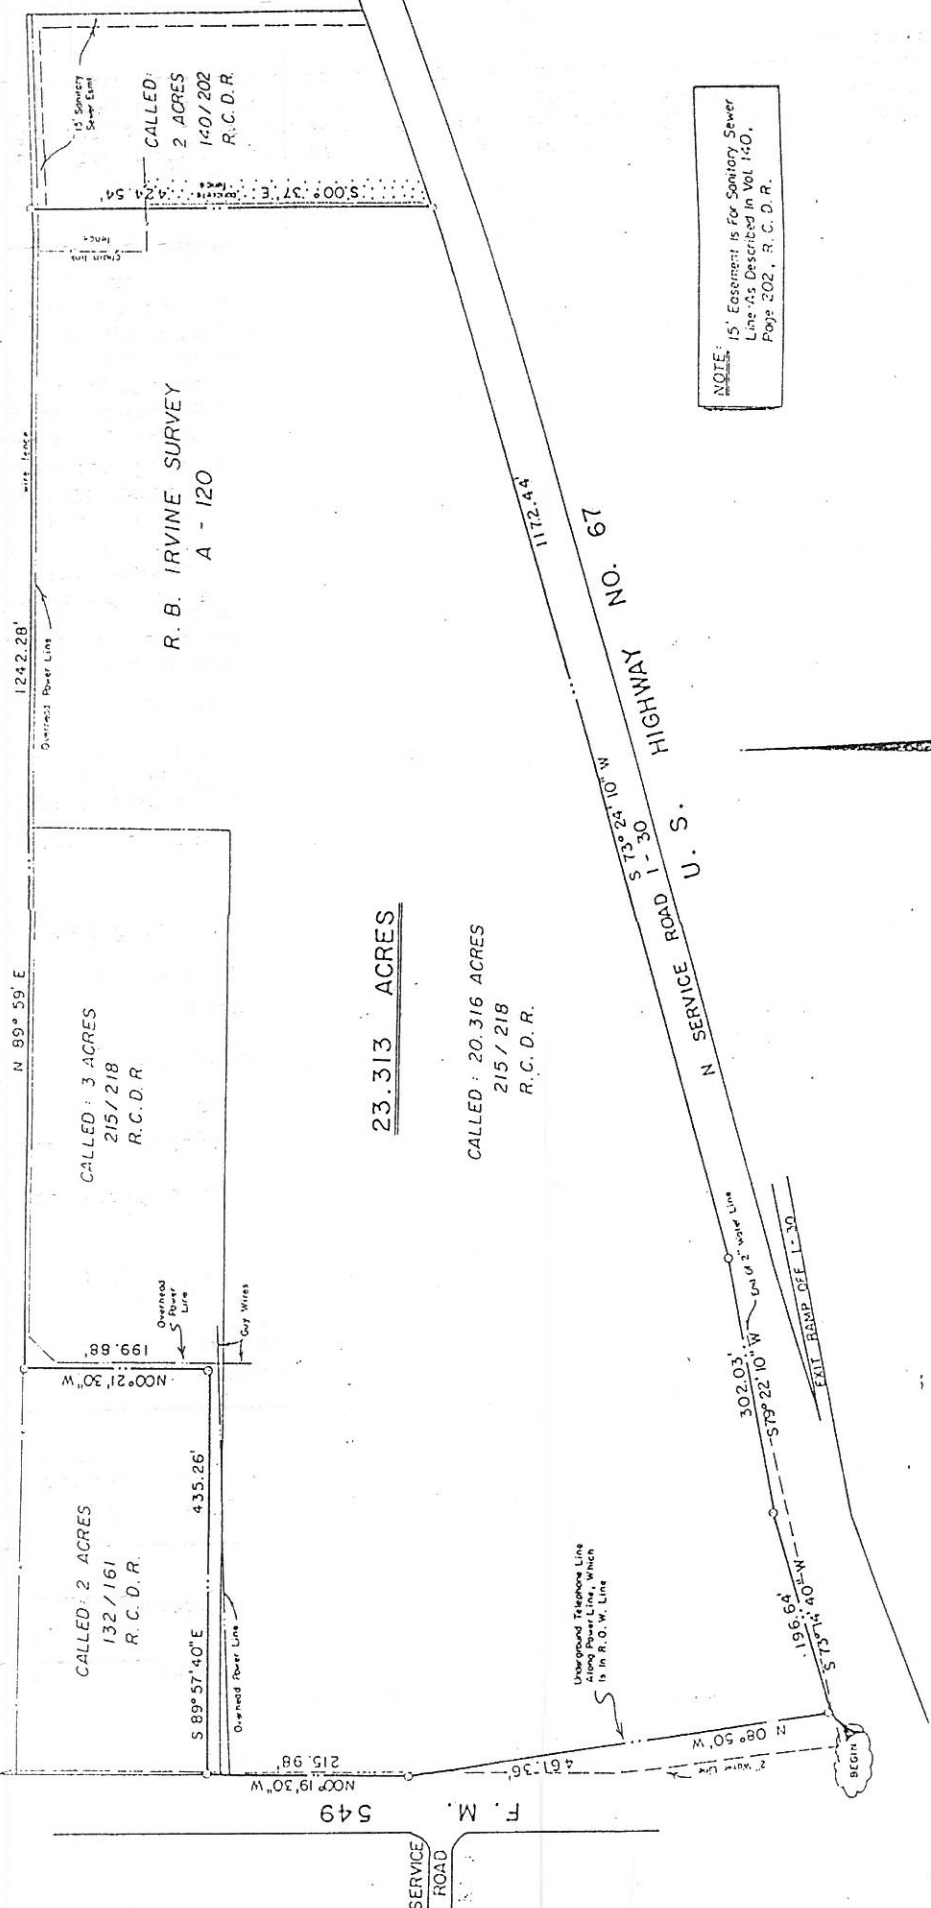 15' Sanitary
Sewer Esmt
CALLED:
2 ACRES
140/202
R.C.D.R.
S.00° 37' E
424.54'
concrete
fence
chain link
fence
NOTE:
15' Easement Is For Sanitary Sewer
Line As Described In Vol. 140,
Page 202, R.C.D.R.
wire fence
1242.28'
N 89° 59' E
Overhead Power Line
R. B. IRVINE SURVEY
A - 120
1172.44'
S 73° 24' 10" W
N SERVICE ROAD I - 30
U. S. HIGHWAY NO. 67
CALLED: 3 ACRES
215/218
R.C.D.R.
23.313 ACRES
CALLED: 20.316 ACRES
215/218
R.C.D.R.
Overhead
Power
Line
Guy Wires
199.88'
N00°21'30"W
CALLED: 2 ACRES
132/161
R.C.D.R.
S 89°57'40"E
435.26'
Overhead Power Line
215.98'
N00°19'30"W
2" Water Line
302.03'
S79°22'10"W
EXIT RAMP OFF I-30
196.64'
S 73°14'40"W
Underground Telephone Line
Along Power Line, Which
Is In R.O.W. Line
N 08°50'W
461.36'
2" Water Line
BEGIN
F. M. 549
SERVICE
ROAD